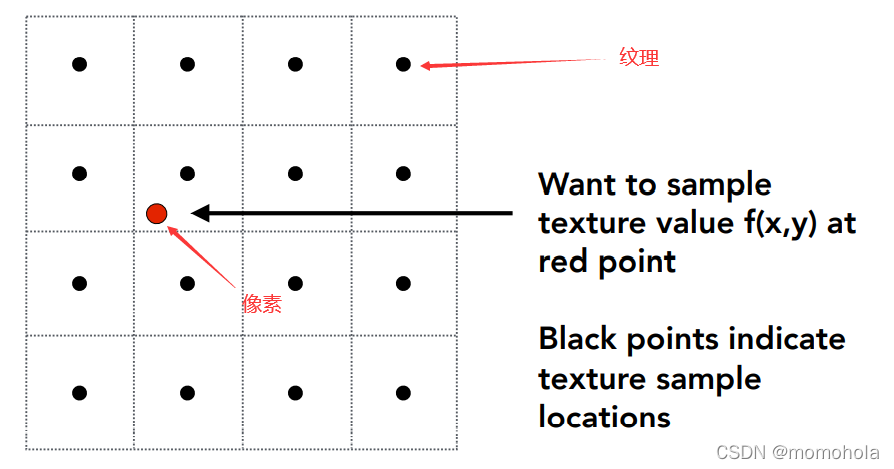 纹理
Want to sample
texture value f(x,y) at
red point
像素
Black points indicate
texture sample
locations
CSDN @momohola